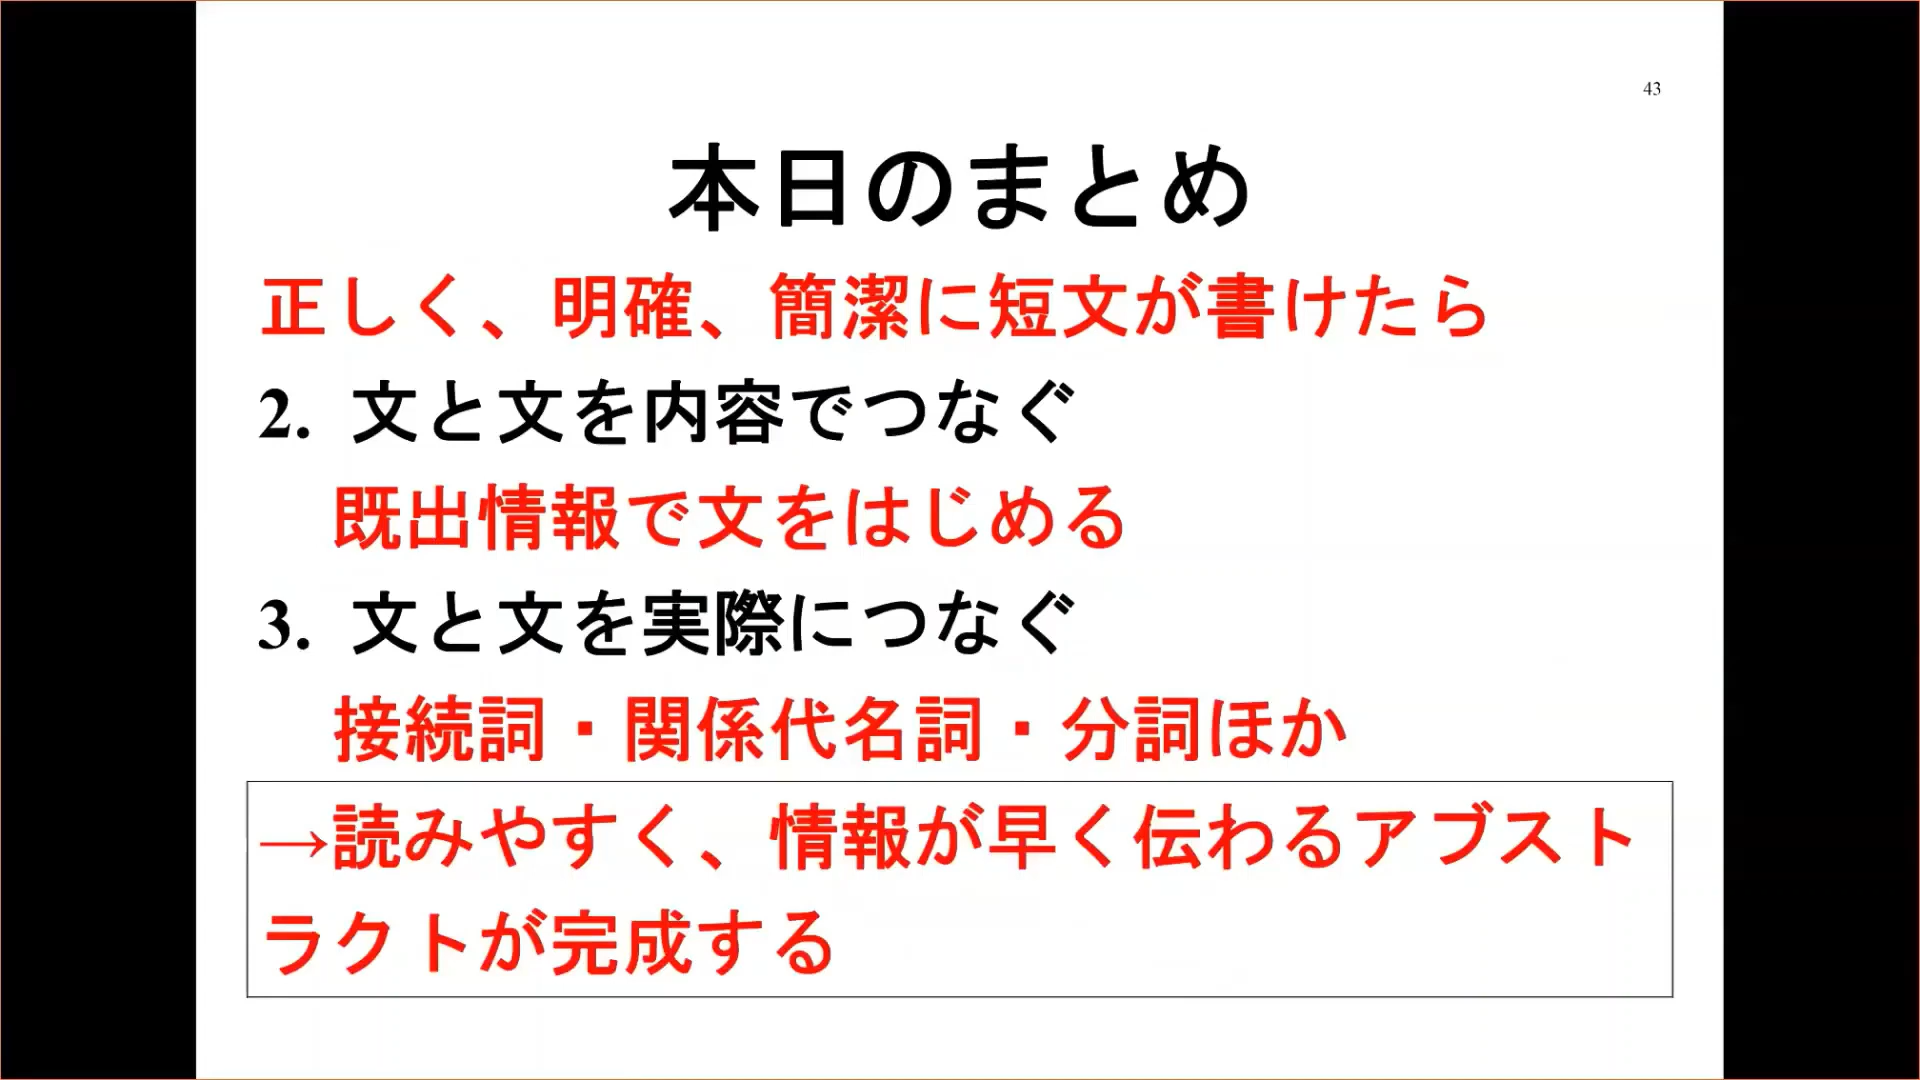 43
本日のまとめ
正しく、明確、簡潔に短文が書けたら
2. 文と文を内容でつなぐ
既出情報で文をはじめる
3. 文と文を実際につなぐ
接続詞・関係代名詞・分詞ほか
→読みやすく、情報が早く伝わるアブスト
ラクトが完成する